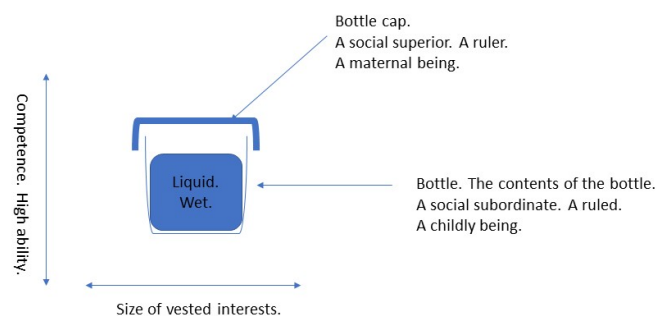 Bottle cap.
A social superior. A ruler.
A maternal being.
Competence. High ability.
Liquid.
Wet.
Bottle. The contents of the bottle.
A social subordinate. A ruled.
A childly being.
Size of vested interests.